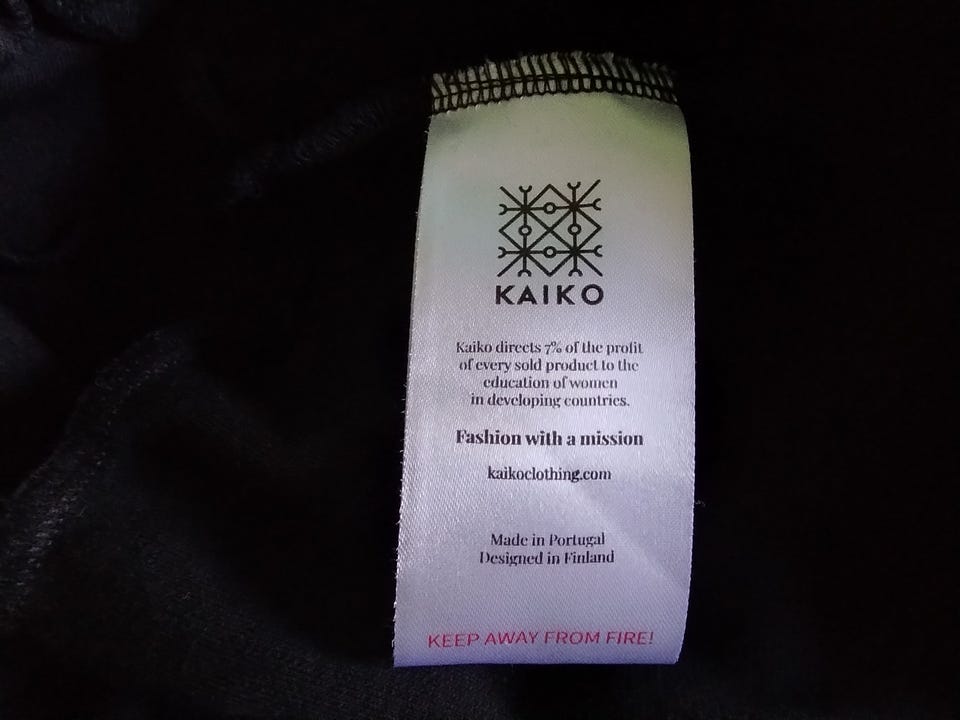 KAIKO
Kaiko directs 7% of the profit
of every sold product to the
education of women
in developing countries.
Fashion with a mission
kaikoclothing.com
Made in Portugal
Designed in Finland
KEEP AWAY FROM FIRE!